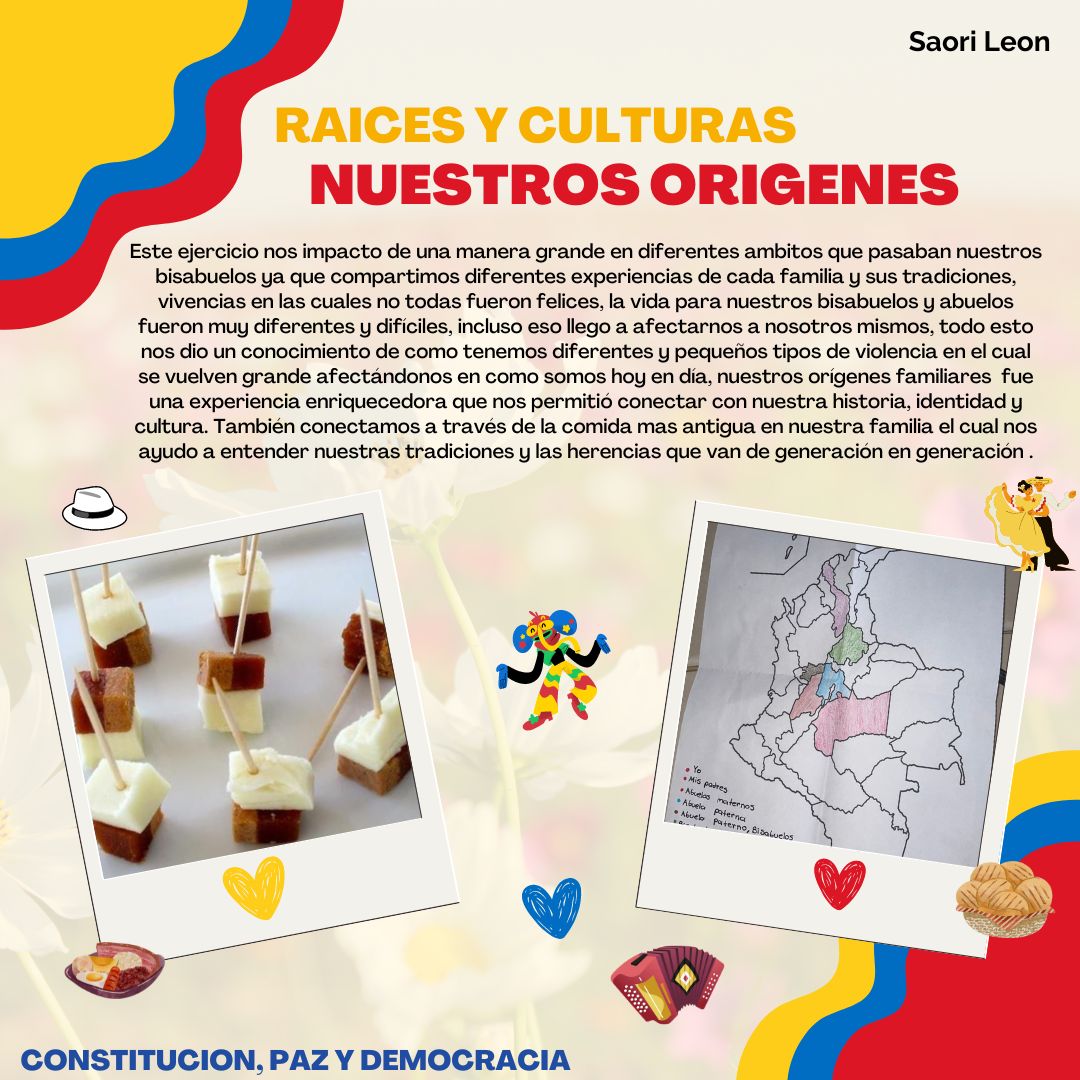 Saori Leon
RAICES Y CULTURAS
NUESTROS ORIGENES
Este ejercicio nos impacto de una manera grande en diferentes ambitos que pasaban nuestros
bisabuelos ya que compartimos diferentes experiencias de cada familia y sus tradiciones,
vivencias en las cuales no todas fueron felices, la vida para nuestros bisabuelos y abuelos
fueron muy diferentes y difíciles, incluso eso llego a afectarnos a nosotros mismos, todo esto
nos dio un conocimiento de como tenemos diferentes y pequeños tipos de violencia en el cual
se vuelven grande afectándonos en como somos hoy en día, nuestros orígenes familiares fue
una experiencia enriquecedora que nos permitió conectar con nuestra historia, identidad y
cultura. También conectamos a través de la comida mas antigua en nuestra familia el cual nos
ayudo a entender nuestras tradiciones y las herencias que van de generación en generación .
Yo
Mis padres
Abuelos maternos
Abuela paterna
Abuelo paterno, Bisabuelos
CONSTITUCION, PAZ Y DEMOCRACIA